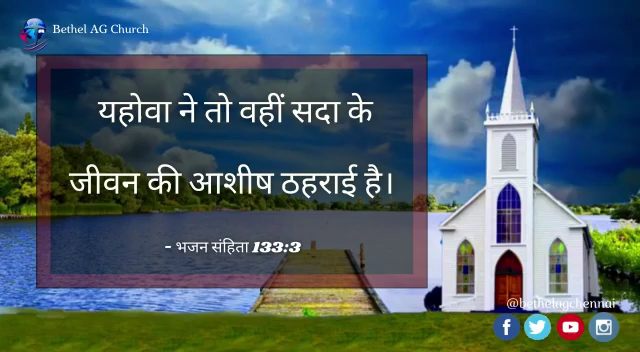 Bethel AG Church
यहोवा ने तो वहीं सदा के
जीवन की आशीष ठहराई है।
- भजन संहिता 133:3
@bethelagchennai